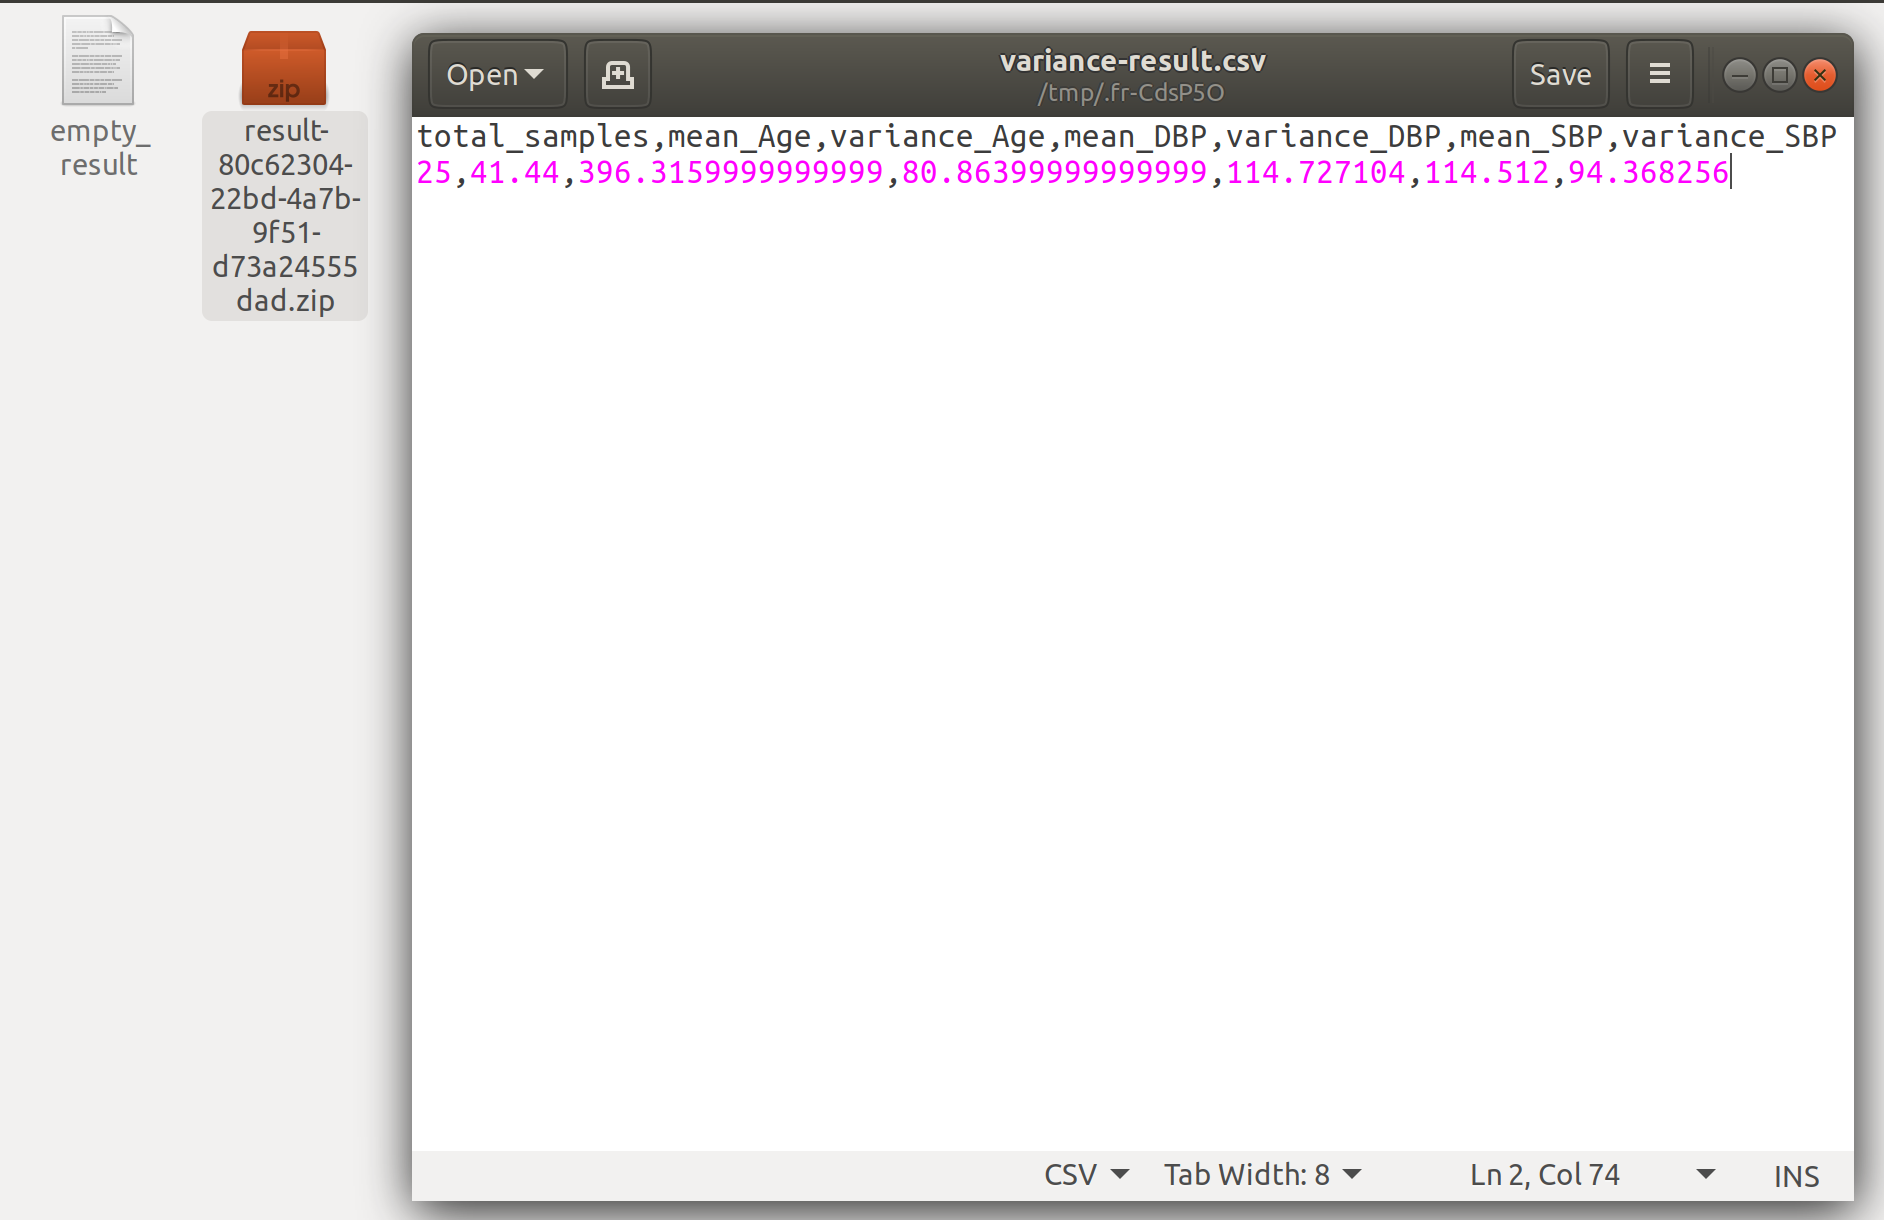 empty_
result
zip
result-
80c62304-
22bd-4a7b-
9f51-
d73a24555
dad.zip
Open
variance-result.csv
/tmp/.fr-CdsP5O
Save
total_samples,mean_Age,variance_Age,mean_DBP,variance_DBP,mean_SBP,variance_SBP
25,41.44,396.3159999999999,80.86399999999999,114.727104,114.512,94.368256
CSV
Tab Width: 8
Ln 2, Col 74
INS